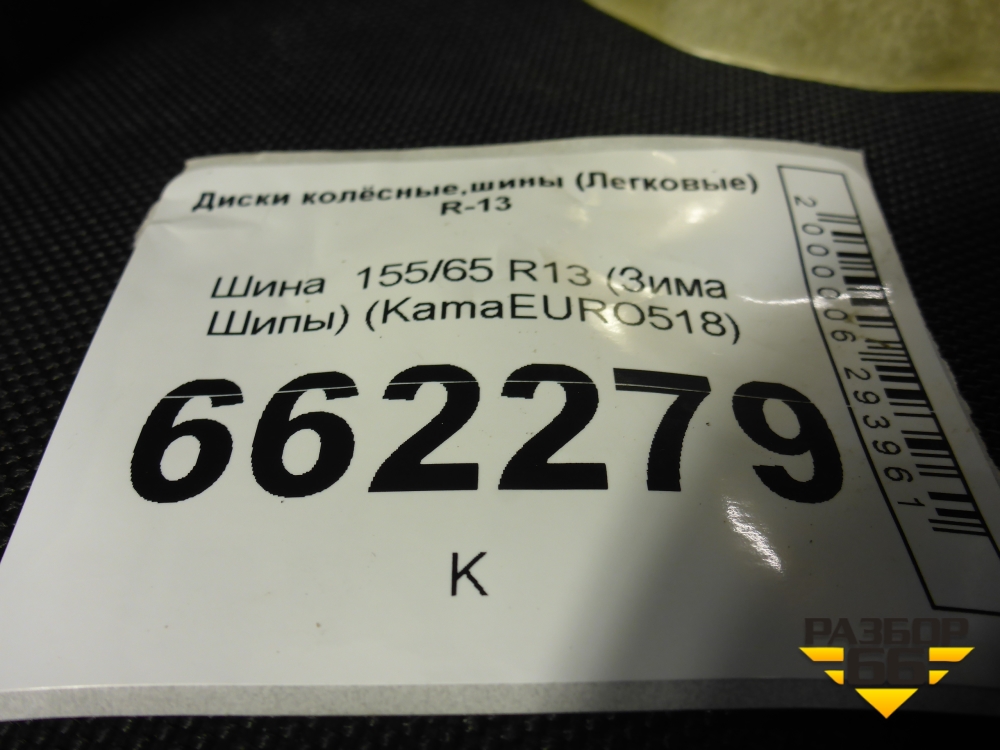 Диски колёсные,шины (Легковые)
R-13
Шина 155/65 R13 (Зима
Шипы) (KamaEURO518)
662279
К
2000006293961
РАЗБОР
66